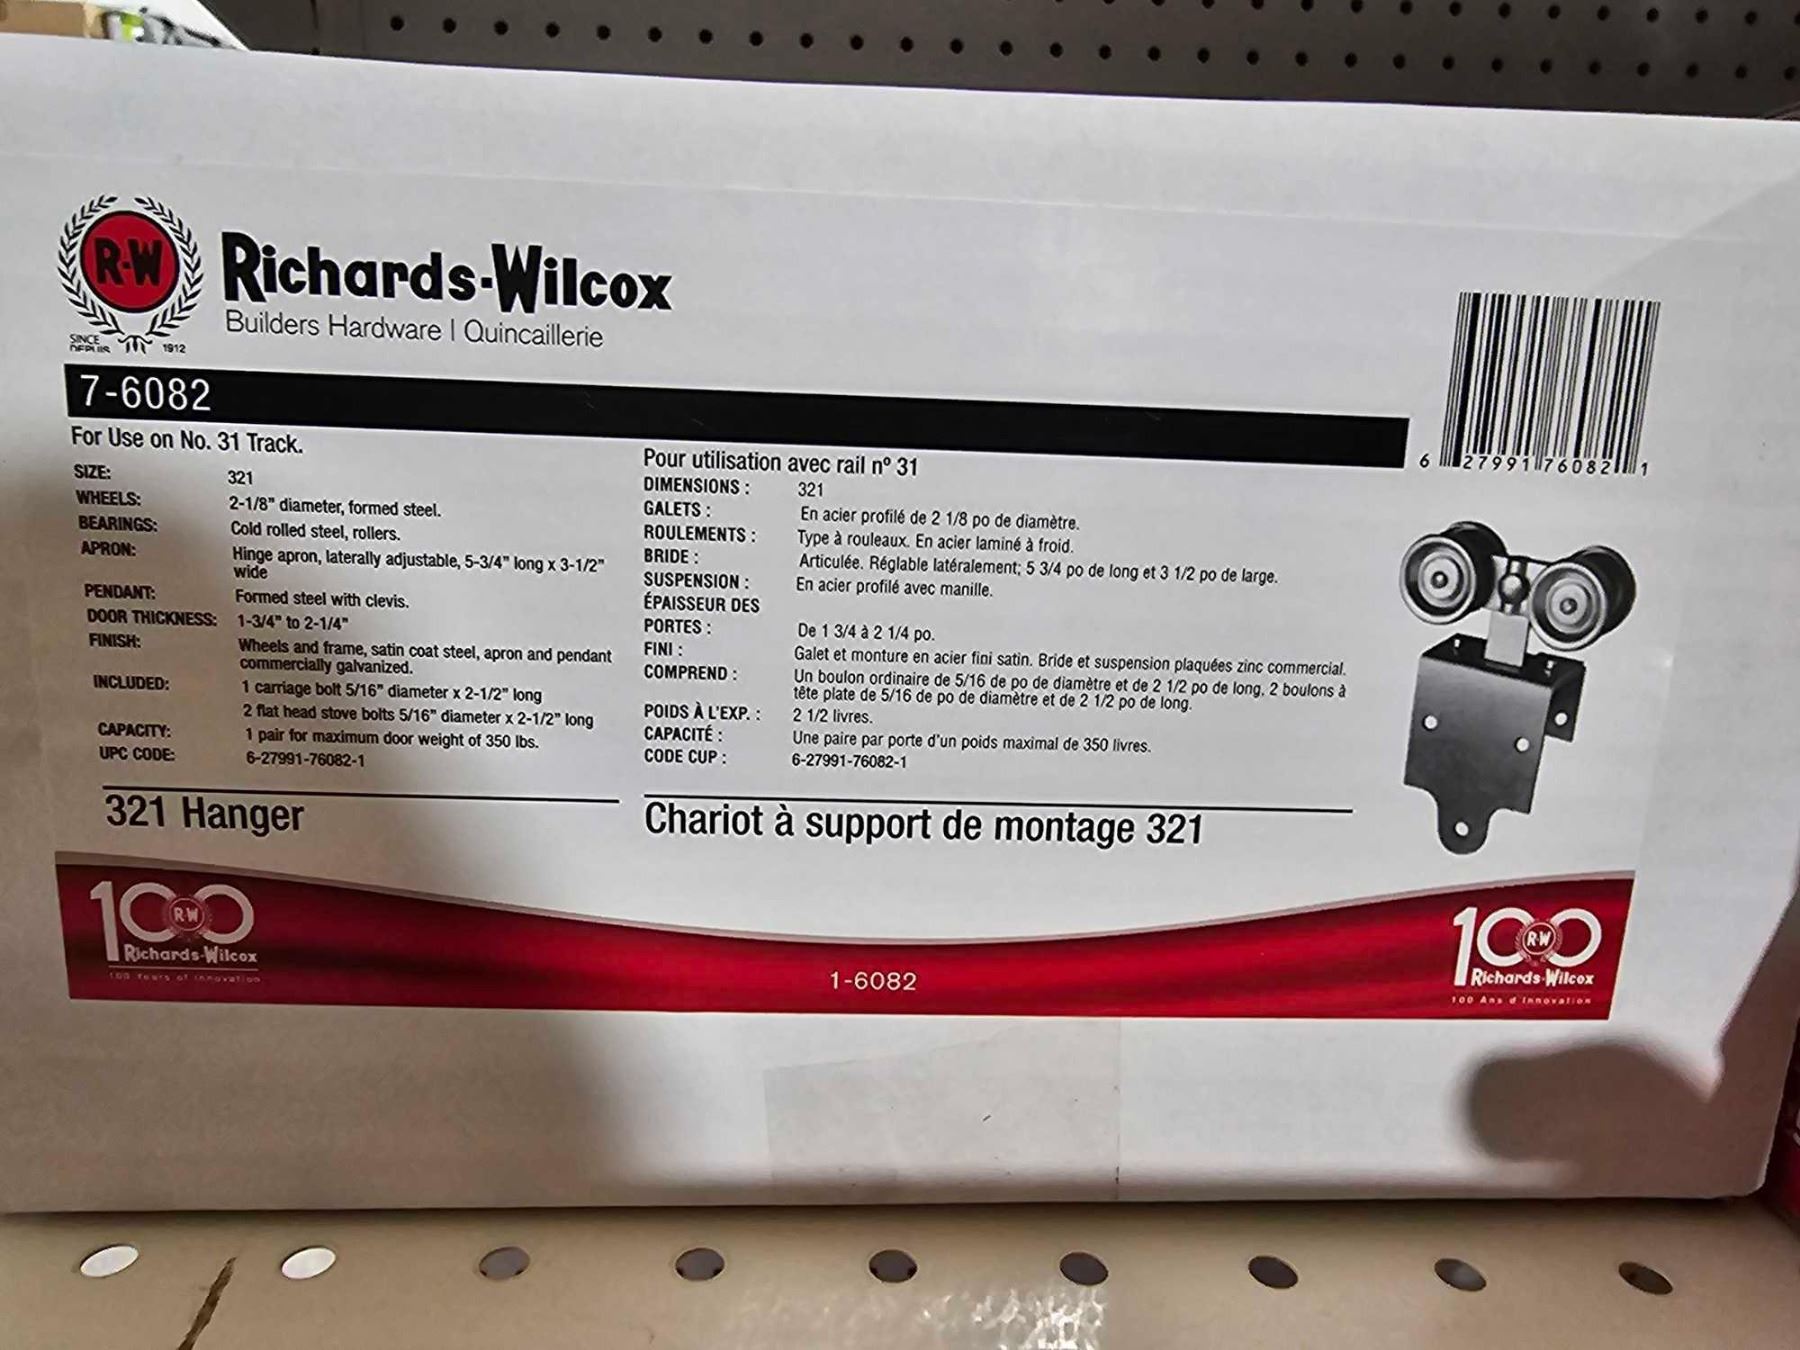 R-W
SINCE
DEPUIS
1912
Richards-Wilcox
Builders Hardware | Quincaillerie
7-6082
For Use on No. 31 Track.
SIZE: 321
WHEELS: 2-1/8" diameter, formed steel.
BEARINGS: Cold rolled steel, rollers.
APRON: Hinge apron, laterally adjustable, 5-3/4" long x 3-1/2"
wide
PENDANT: Formed steel with clevis.
DOOR THICKNESS: 1-3/4" to 2-1/4"
FINISH: Wheels and frame, satin coat steel, apron and pendant
commercially galvanized.
INCLUDED: 1 carriage bolt 5/16" diameter x 2-1/2" long
2 flat head stove bolts 5/16" diameter x 2-1/2" long
CAPACITY: 1 pair for maximum door weight of 350 lbs.
UPC CODE: 6-27991-76082-1
321 Hanger
Pour utilisation avec rail nº 31
DIMENSIONS : 321
GALETS : En acier profilé de 2 1/8 po de diamètre.
ROULEMENTS : Type à rouleaux. En acier laminé à froid.
BRIDE : Articulée. Réglable latéralement; 5 3/4 po de long et 3 1/2 po de large.
SUSPENSION : En acier profilé avec manille.
ÉPAISSEUR DES
PORTES : De 1 3/4 à 2 1/4 po.
FINI : Galet et monture en acier fini satin. Bride et suspension plaquées zinc commercial.
COMPREND : Un boulon ordinaire de 5/16 de po de diamètre et de 2 1/2 po de long, 2 boulons à
tête plate de 5/16 de po de diamètre et de 2 1/2 po de long.
POIDS À L'EXP. : 2 1/2 livres.
CAPACITÉ : Une paire par porte d'un poids maximal de 350 livres.
CODE CUP : 6-27991-76082-1
Chariot à support de montage 321
6 27991 76082 1
100
R-W
Richards-Wilcox
100 Years of Innovation
1-6082
100
R-W
Richards-Wilcox
100 Ans d Innovation